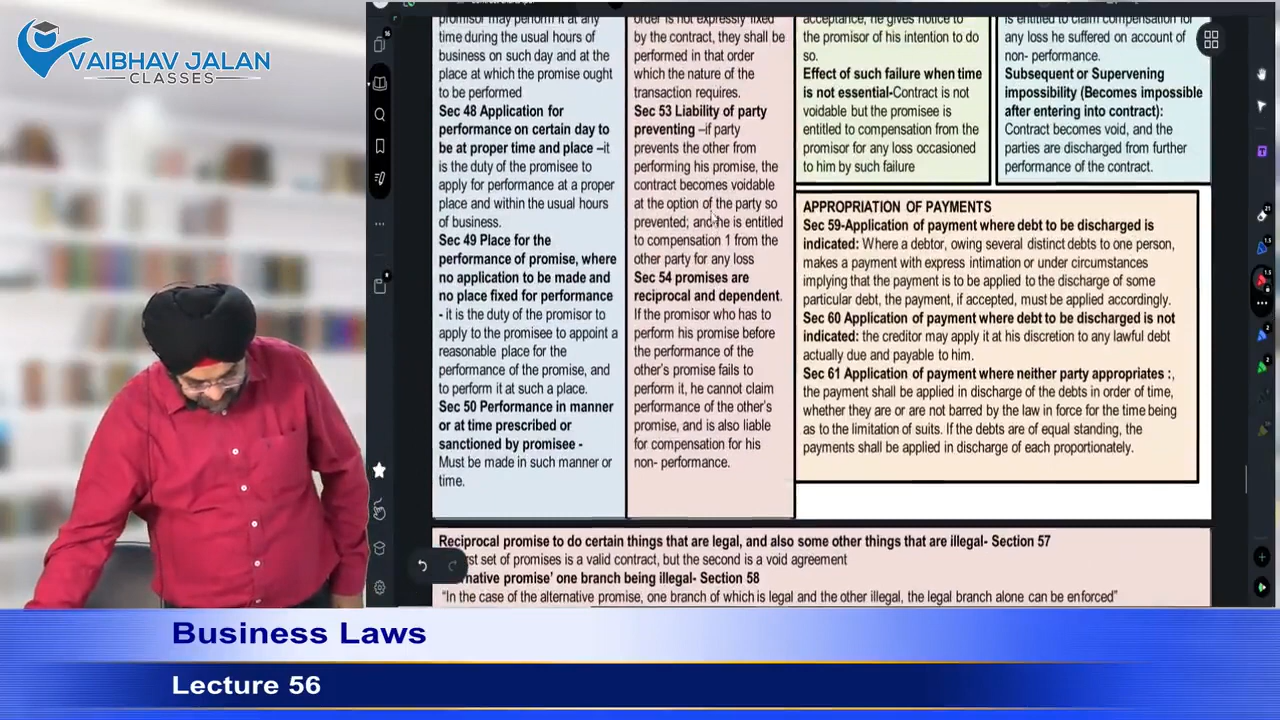 VAIBHAV JALAN
CLASSES
promisor may perform it at any
time during the usual hours of
business on such day and at the
place at which the promise ought
to be performed
Sec 48 Application for
performance on certain day to
be at proper time and place –it
is the duty of the promisee to
apply for performance at a proper
place and within the usual hours
of business.
Sec 49 Place for the
performance of promise, where
no application to be made and
no place fixed for performance
- it is the duty of the promisor to
apply to the promisee to appoint a
reasonable place for the
performance of the promise, and
to perform it at such a place.
Sec 50 Performance in manner
or at time prescribed or
sanctioned by promisee -
Must be made in such manner or
time.
order is not expressly fixed
by the contract, they shall be
performed in that order
which the nature of the
transaction requires.
Sec 53 Liability of party
preventing –if party
prevents the other from
performing his promise, the
contract becomes voidable
at the option of the party so
prevented; and he is entitled
to compensation 1 from the
other party for any loss
Sec 54 promises are
reciprocal and dependent.
If the promisor who has to
perform his promise before
the performance of the
other's promise fails to
perform it, he cannot claim
performance of the other's
promise, and is also liable
for compensation for his
non- performance.
acceptance, he gives notice to
the promisor of his intention to do
so.
Effect of such failure when time
is not essential-Contract is not
voidable but the promisee is
entitled to compensation from the
promisor for any loss occasioned
to him by such failure
is entitled to claim compensation for
any loss he suffered on account of
non- performance.
Subsequent or Supervening
impossibility (Becomes impossible
after entering into contract):
Contract becomes void, and the
parties are discharged from further
performance of the contract.
APPROPRIATION OF PAYMENTS
Sec 59-Application of payment where debt to be discharged is
indicated: Where a debtor, owing several distinct debts to one person,
makes a payment with express intimation or under circumstances
implying that the payment is to be applied to the discharge of some
particular debt, the payment, if accepted, must be applied accordingly.
Sec 60 Application of payment where debt to be discharged is not
indicated: the creditor may apply it at his discretion to any lawful debt
actually due and payable to him.
Sec 61 Application of payment where neither party appropriates :,
the payment shall be applied in discharge of the debts in order of time,
whether they are or are not barred by the law in force for the time being
as to the limitation of suits. If the debts are of equal standing, the
payments shall be applied in discharge of each proportionately.
Reciprocal promise to do certain things that are legal, and also some other things that are illegal- Section 57
set of promises is a valid contract, but the second is a void agreement
promise' one branch being illegal- Section 58
“In the case of the alternative promise, one branch of which is legal and the other illegal, the legal branch alone can be enforced”
Business Laws
Lecture 56